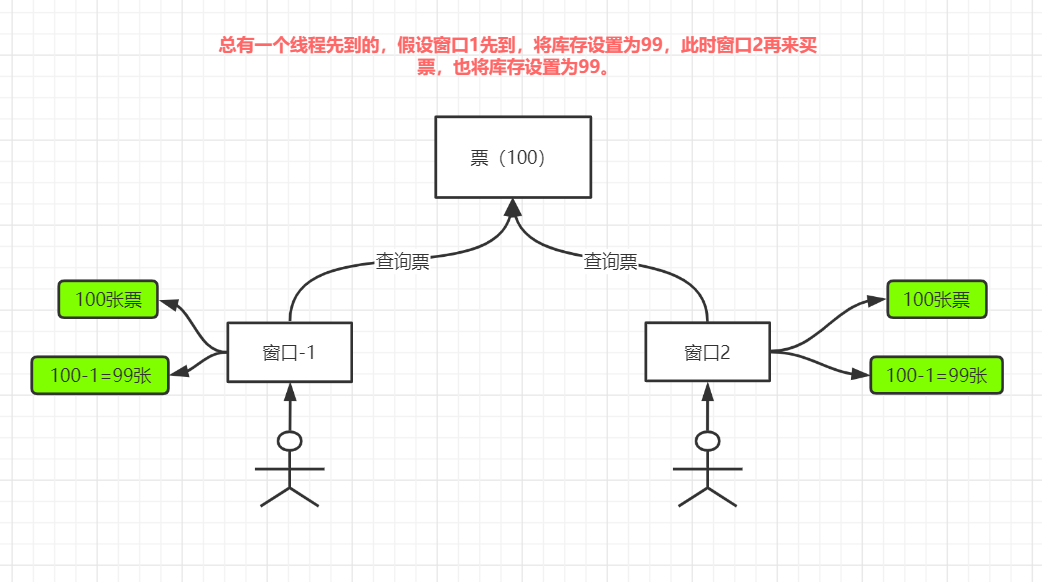 总有一个线程先到的，假设窗口1先到，将库存设置为99，此时窗口2再来买
票，也将库存设置为99。
票（100）
查询票
查询票
100张票
100张票
窗口-1
窗口2
100-1=99张
100-1=99张